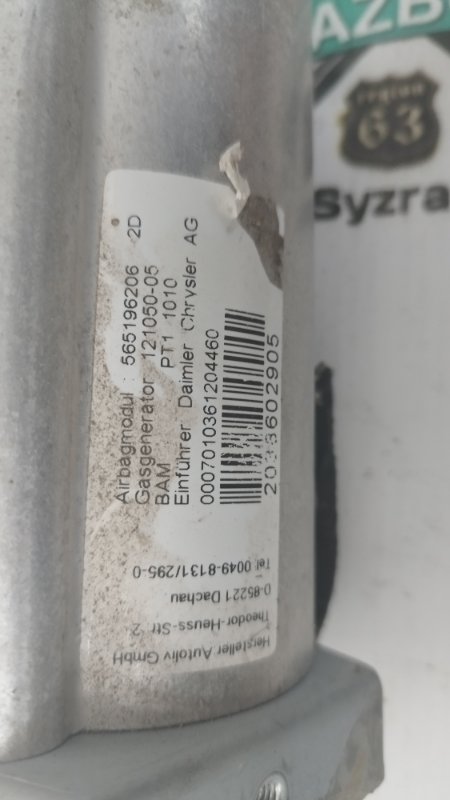 Airbagmodul : 565196206 2D
Gasgenerator 121050-05
BAM PT1 1010
Einführer Daimler Chrysler AG
0007010361204460
Hersteller Autoliv GmbH
Theodor-Heuss-Str. 2
D-85221 Dachau
Tel. 0049-8131/295-0
AZB
region
63
Syzra